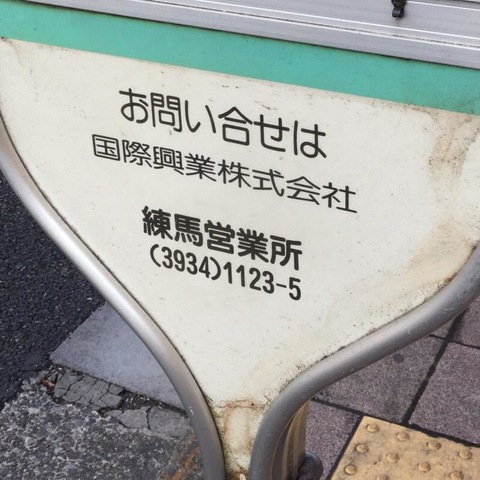 お問い合せは
国際興業株式会社
練馬営業所
(3934)1123-5